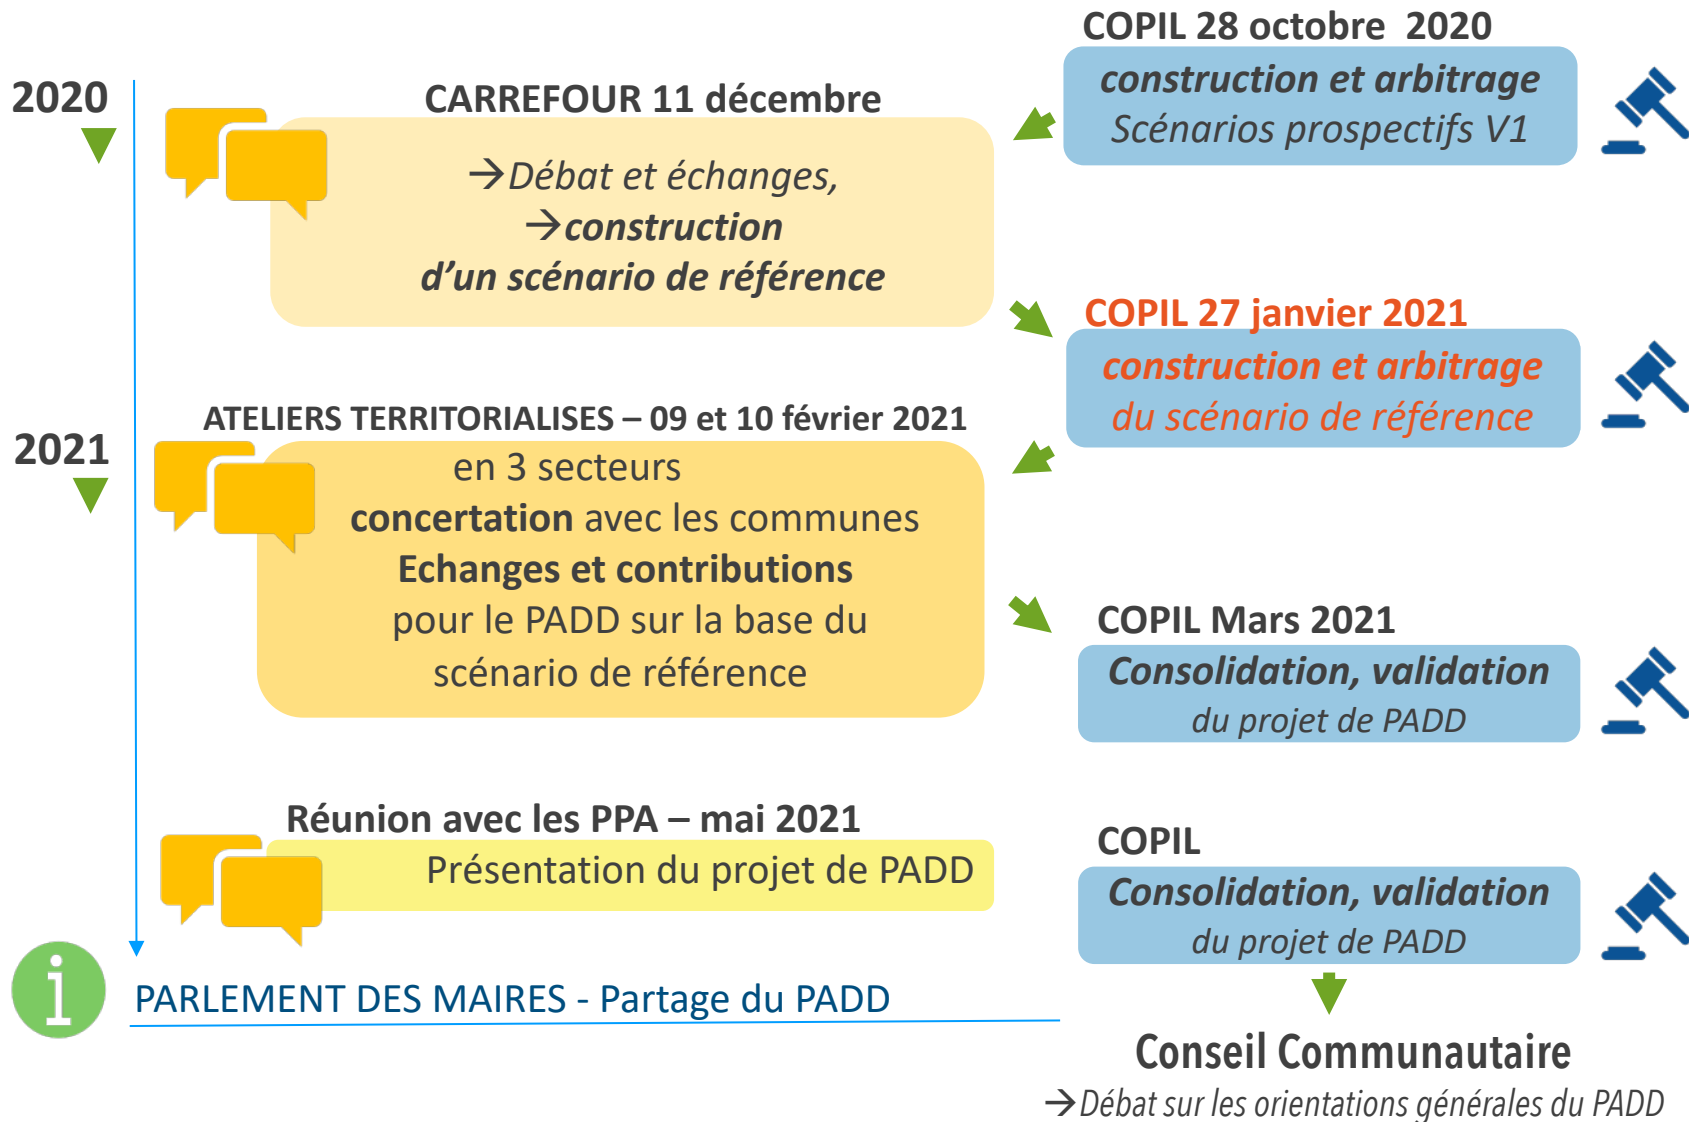 COPIL 28 octobre  2020
construction et arbitrage
Scénarios prospectifs V1
2020
CARREFOUR 11 décembre
→Débat et échanges,
→construction
d’un scénario de référence
COPIL 27 janvier 2021
construction et arbitrage
du scénario de référence
2021
ATELIERS TERRITORIALISES – 09 et 10 février 2021
en 3 secteurs
concertation avec les communes
Echanges et contributions
pour le PADD sur la base du
scénario de référence
COPIL Mars 2021
Consolidation, validation
du projet de PADD
Réunion avec les PPA – mai 2021
Présentation du projet de PADD
COPIL
Consolidation, validation
du projet de PADD
i
PARLEMENT DES MAIRES - Partage du PADD
Conseil Communautaire
→Débat sur les orientations générales du PADD